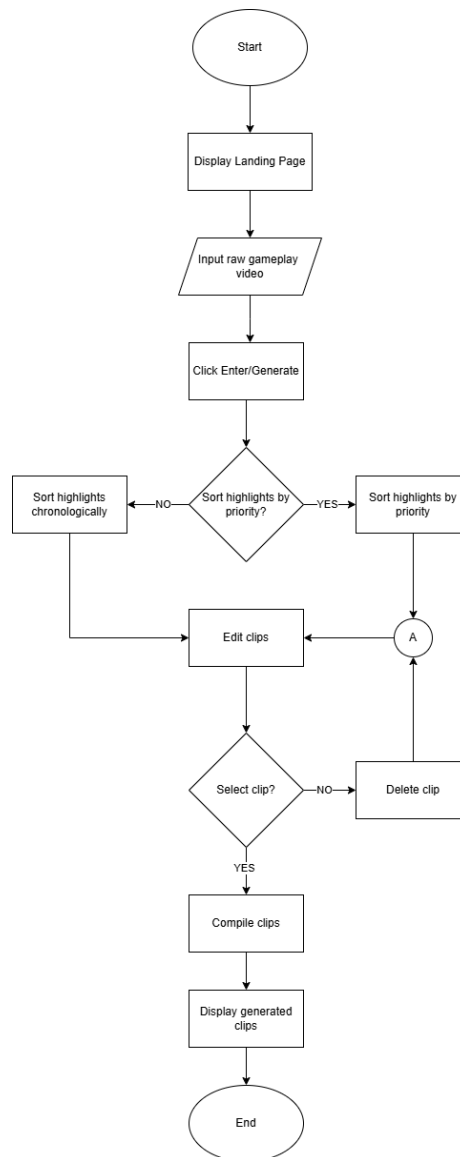 Start
Display Landing Page
Input raw gameplay
video
Click Enter/Generate
Sort highlights
chronologically
NO
Sort highlights by
priority?
YES
Sort highlights by
priority
Edit clips
A
Select clip?
NO
Delete clip
YES
Compile clips
Display generated
clips
End